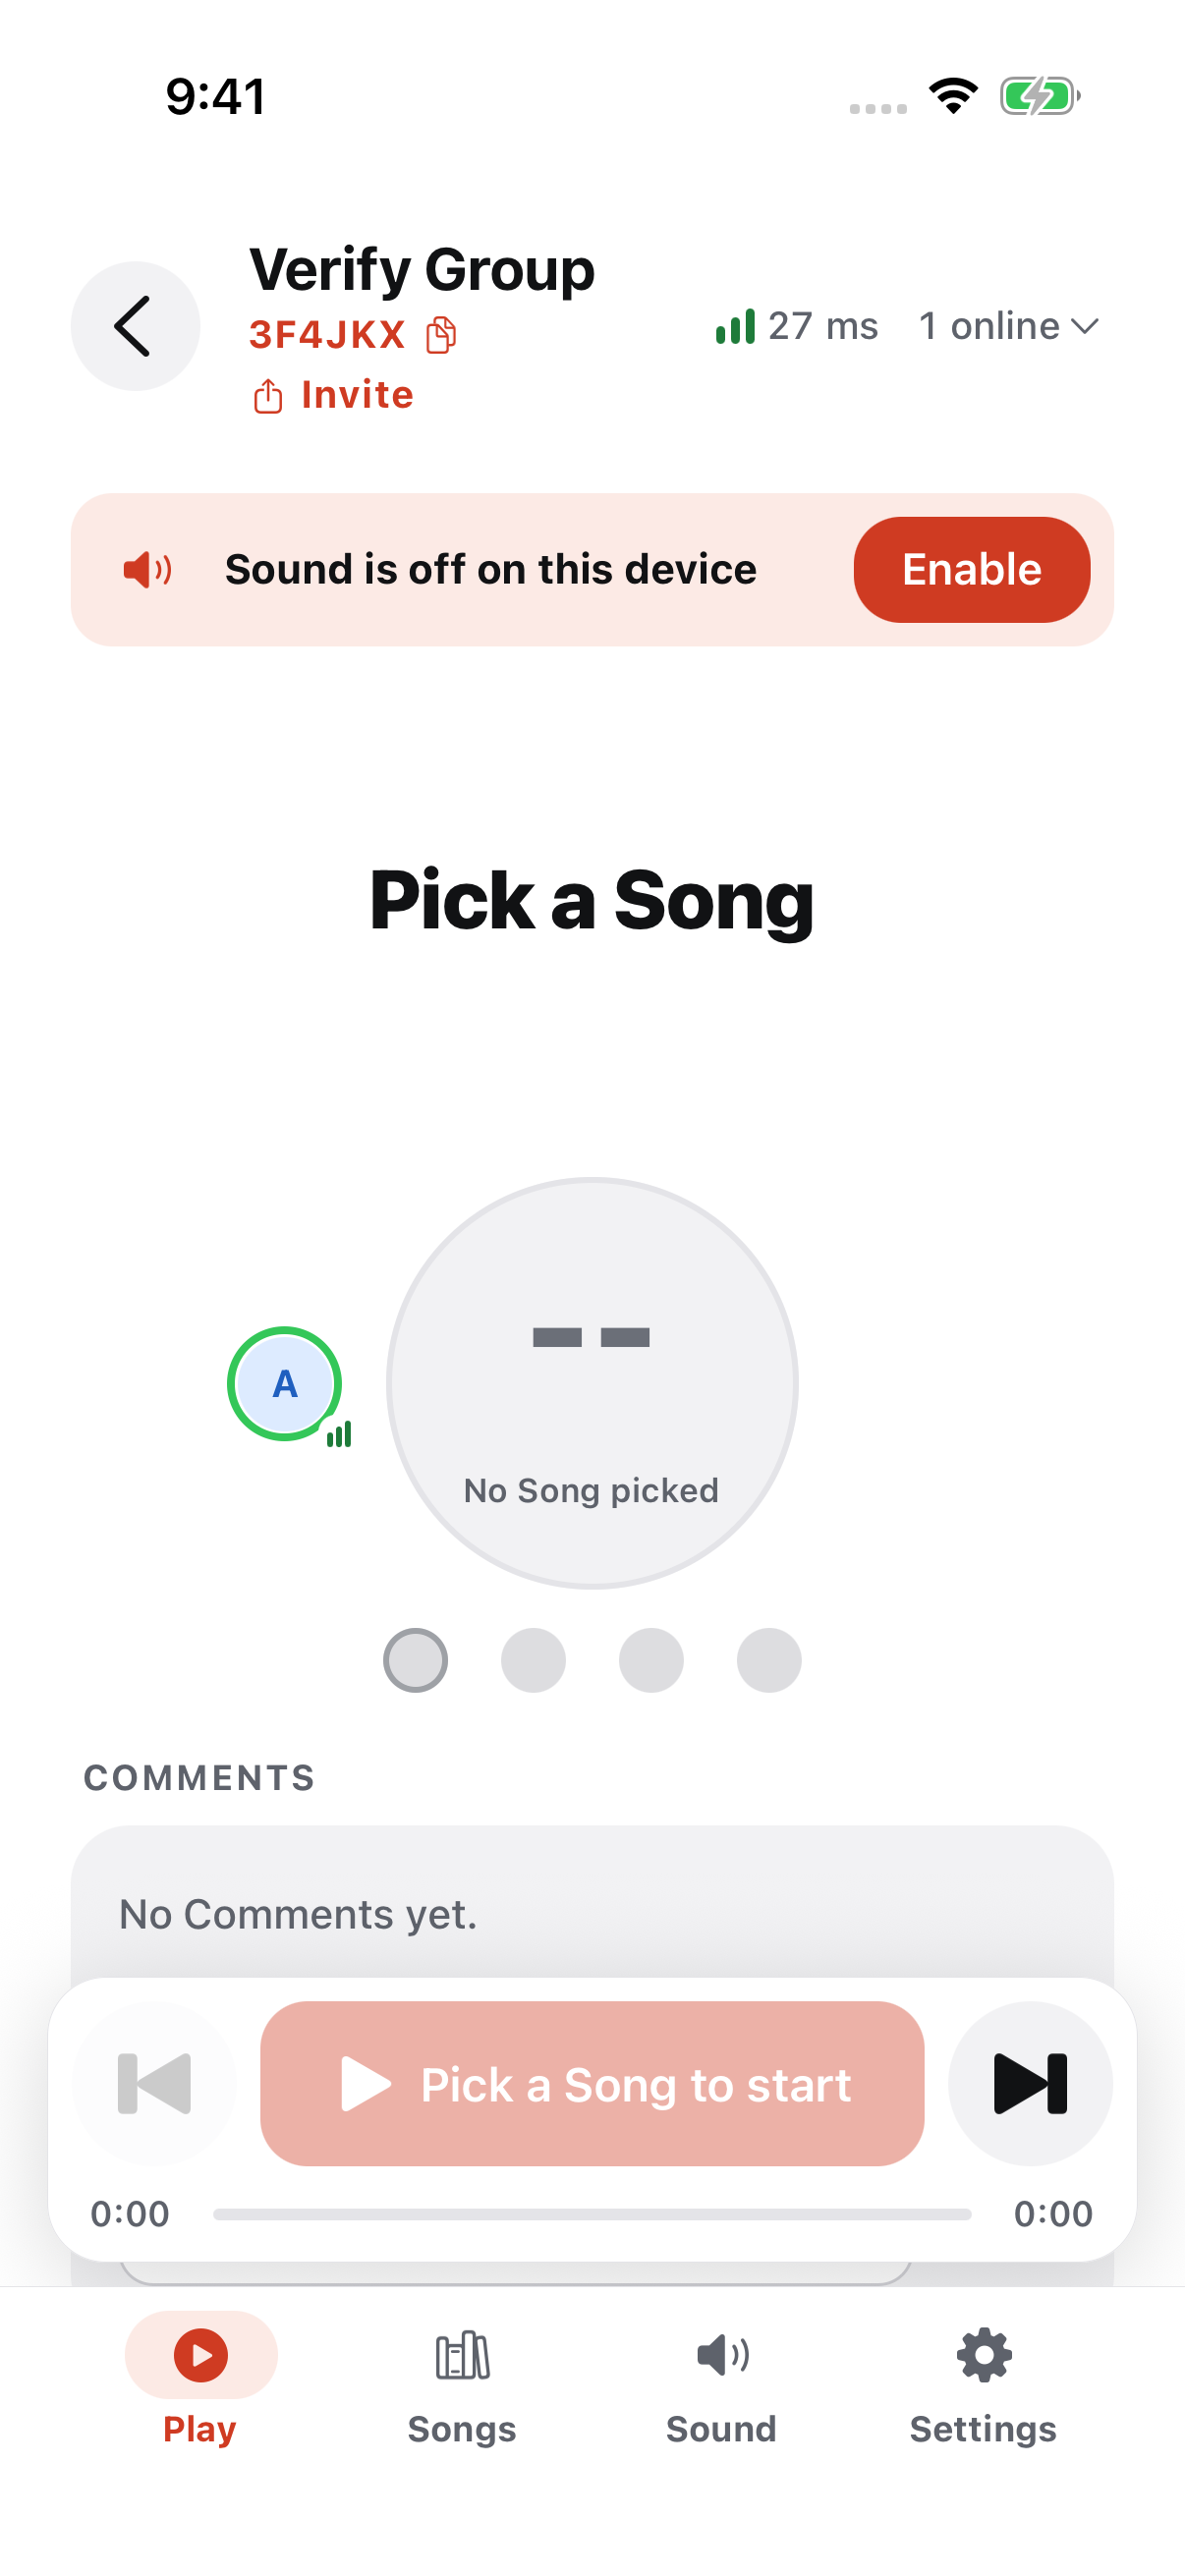 9:41
Verify Group
3F4JKX
Invite
27 ms
1 online
Sound is off on this device
Enable
Pick a Song
A
--
No Song picked
COMMENTS
No Comments yet.
Pick a Song to start
0:00
0:00
Play
Songs
Sound
Settings